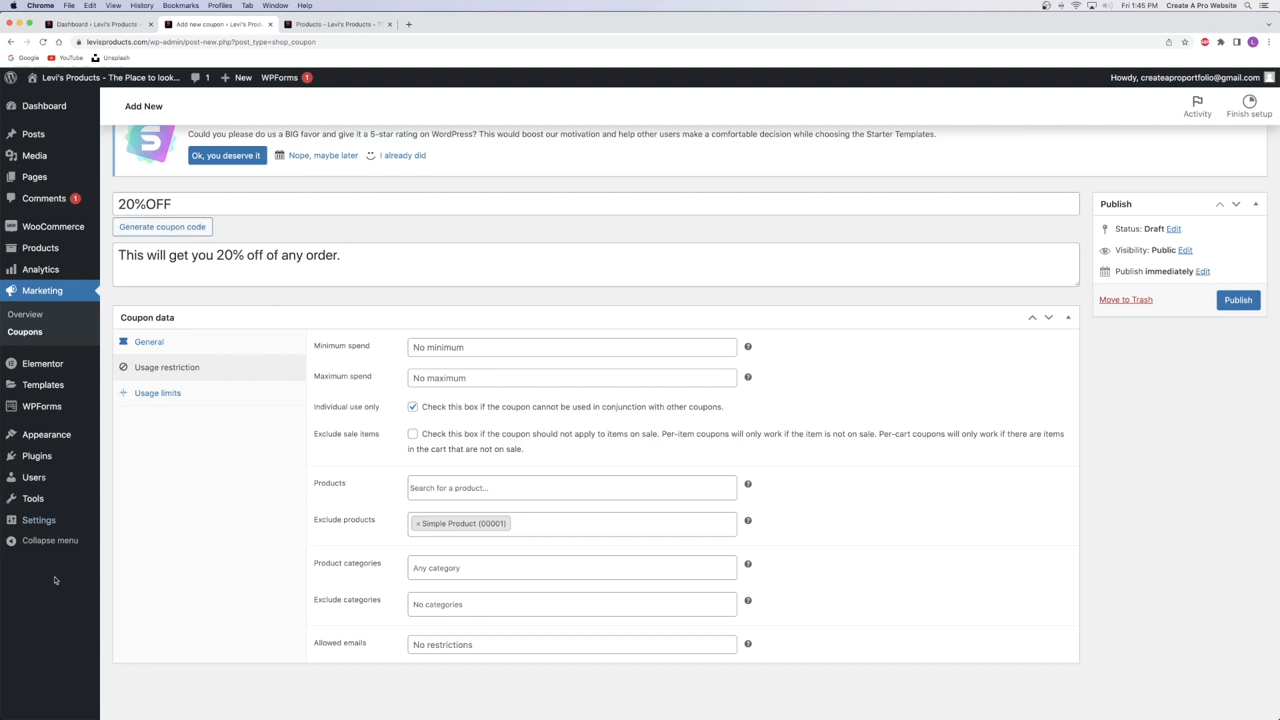 Chrome File Edit View History Bookmarks Profiles Tab Window Help Create A Pro Website Fri 1:45 PM
Dashboard ‹ Levi's Products -
Add new coupon ‹ Levi's Produ
Products – Levi's Products – T
levisproducts.com/wp-admin/post-new.php?post_type=shop_coupon
Google YouTube Unsplash
Levi's Products - The Place to look... 1 New WPForms 1 Howdy, createaproportfolio@gmail.com
Dashboard
Posts
Media
Pages
Comments 1
WooCommerce
Products
Analytics
Marketing
Overview
Coupons
Elementor
Templates
WPForms
Appearance
Plugins
Users
Tools
Settings
Collapse menu
Add New
Activity
Finish setup
Could you please do us a BIG favor and give it a 5-star rating on WordPress? This would boost our motivation and help other users make a comfortable decision while choosing the Starter Templates.
Ok, you deserve it Nope, maybe later I already did
20%OFF
Generate coupon code
This will get you 20% off of any order.
Coupon data
General
Usage restriction
Usage limits
Minimum spend No minimum
Maximum spend No maximum
Individual use only Check this box if the coupon cannot be used in conjunction with other coupons.
Exclude sale items Check this box if the coupon should not apply to items on sale. Per-item coupons will only work if the item is not on sale. Per-cart coupons will only work if there are items
in the cart that are not on sale.
Products Search for a product…
Exclude products × Simple Product (00001)
Product categories Any category
Exclude categories No categories
Allowed emails No restrictions
Publish
Status: Draft Edit
Visibility: Public Edit
Publish immediately Edit
Move to Trash Publish